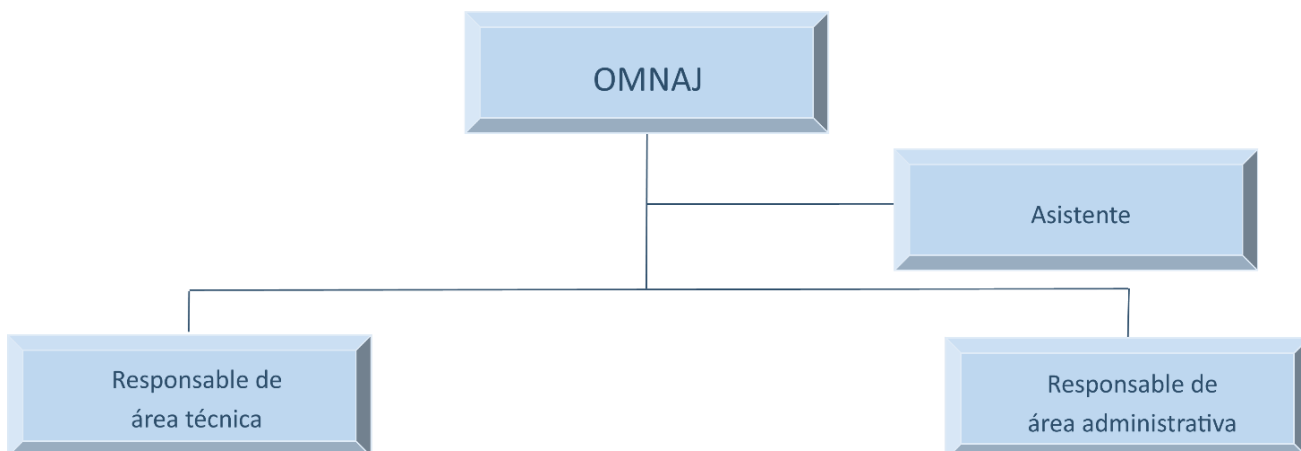 OMNAJ
Asistente
Responsable de
área técnica
Responsable de
área administrativa